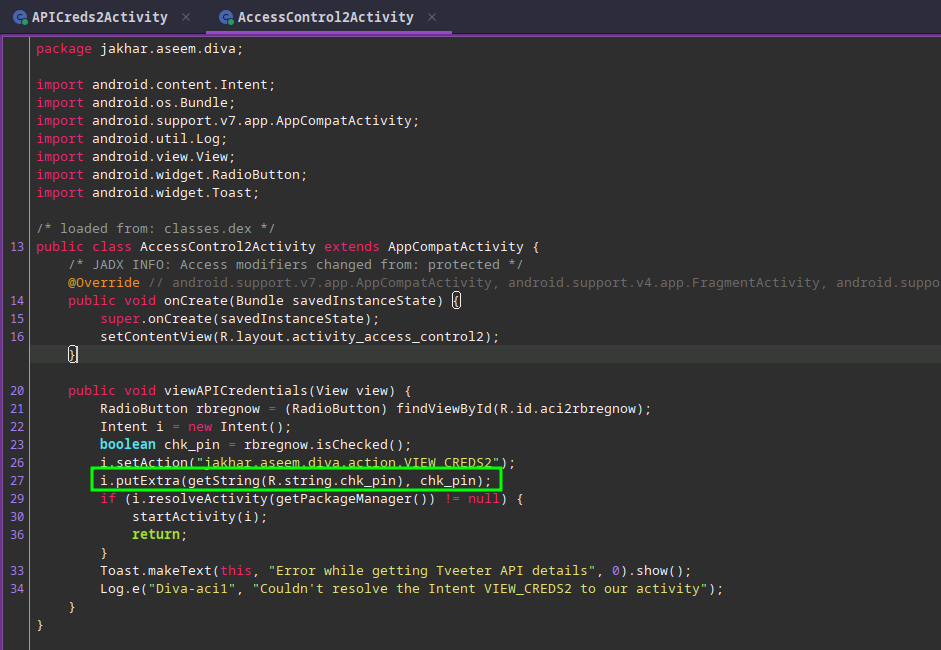 APICreds2Activity × AccessControl2Activity ×
package jakhar.aseem.diva;
import android.content.Intent;
import android.os.Bundle;
import android.support.v7.app.AppCompatActivity;
import android.util.Log;
import android.view.View;
import android.widget.RadioButton;
import android.widget.Toast;
/* loaded from: classes.dex */
13 public class AccessControl2Activity extends AppCompatActivity {
/* JADX INFO: Access modifiers changed from: protected */
@Override // android.support.v7.app.AppCompatActivity, android.support.v4.app.FragmentActivity, android.suppo
14 public void onCreate(Bundle savedInstanceState) {
15 super.onCreate(savedInstanceState);
16 setContentView(R.layout.activity_access_control2);
}
20 public void viewAPICredentials(View view) {
21 RadioButton rbregnow = (RadioButton) findViewById(R.id.aci2rbregnow);
22 Intent i = new Intent();
23 boolean chk_pin = rbregnow.isChecked();
26 i.setAction("jakhar.aseem.diva.action.VIEW_CREDS2");
27 i.putExtra(getString(R.string.chk_pin), chk_pin);
29 if (i.resolveActivity(getPackageManager()) != null) {
30 startActivity(i);
36 return;
}
33 Toast.makeText(this, "Error while getting Tveeter API details", 0).show();
34 Log.e("Diva-aci1", "Couldn't resolve the Intent VIEW_CREDS2 to our activity");
}
}